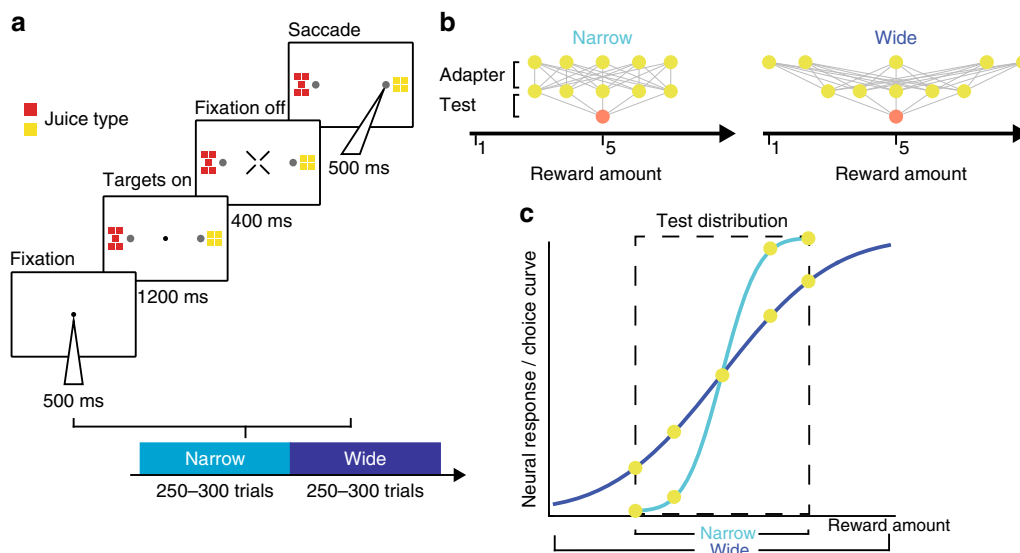 a
Saccade
Juice type
Fixation off
500 ms
Targets on
400 ms
Fixation
1200 ms
500 ms
Narrow
Wide
250–300 trials
250–300 trials
b
Narrow
Wide
Adapter
Test
1
5
1
5
Reward amount
Reward amount
c
Test distribution
Neural response / choice curve
Reward amount
Narrow
Wide